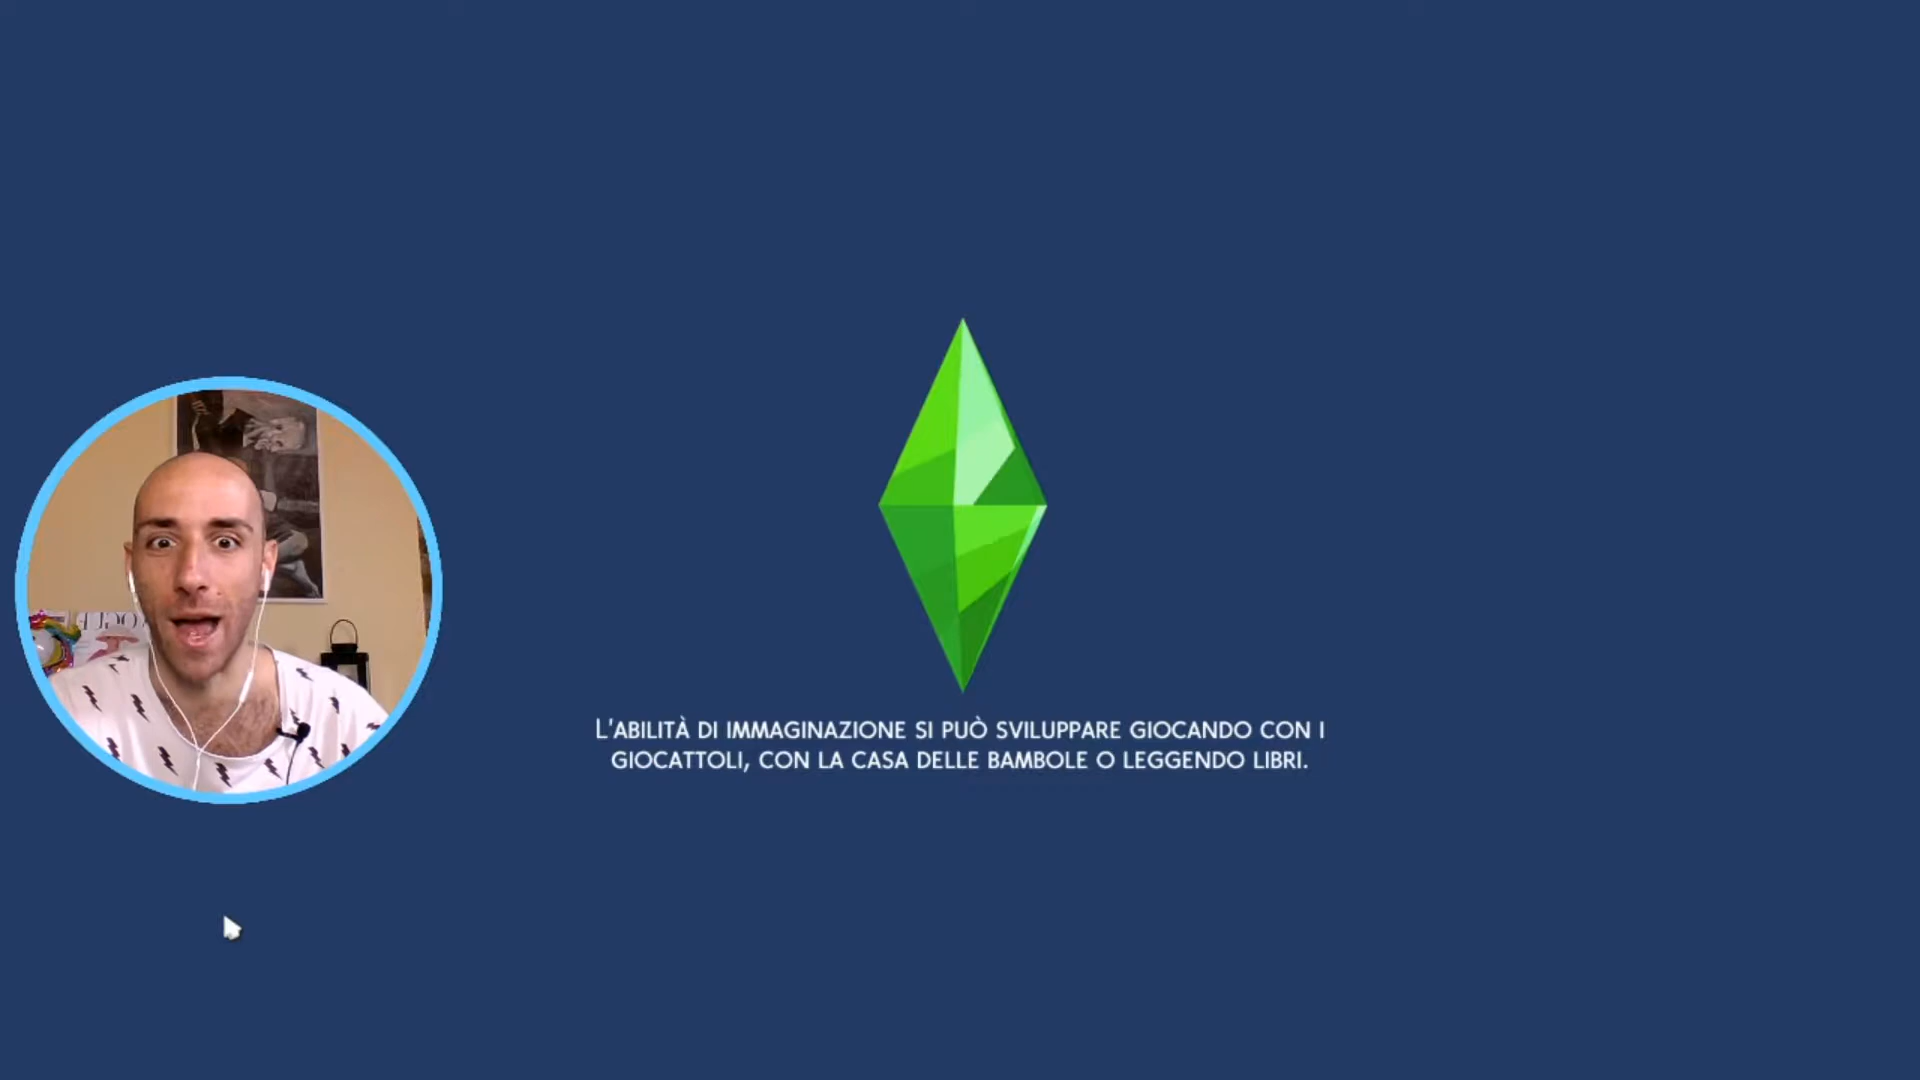 L'ABILITÀ DI IMMAGINAZIONE SI PUÒ SVILUPPARE GIOCANDO CON I
GIOCATTOLI, CON LA CASA DELLE BAMBOLE O LEGGENDO LIBRI.